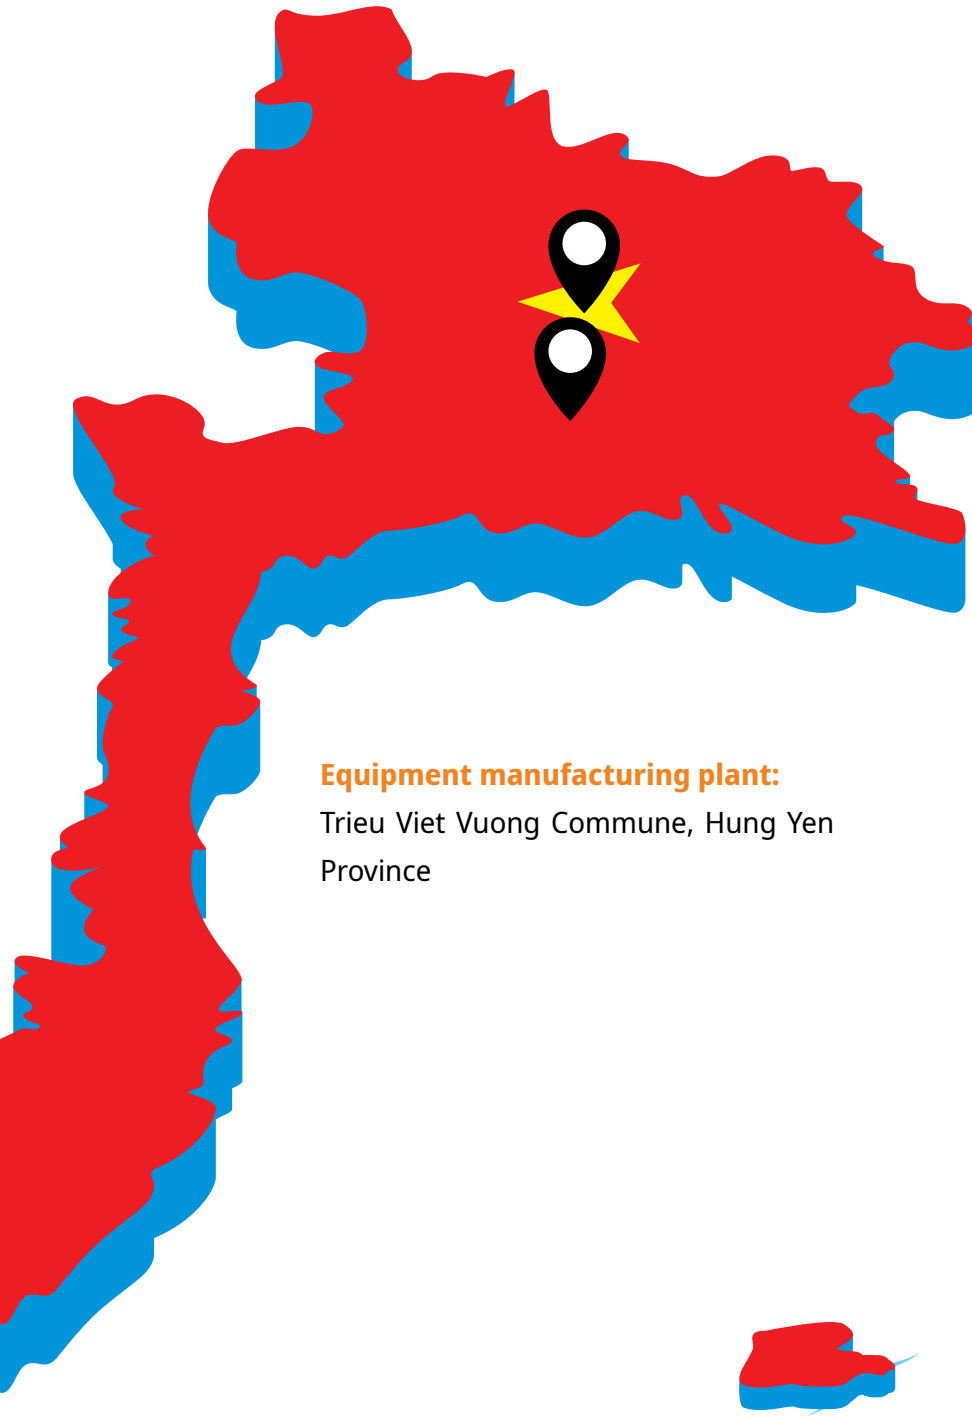 Equipment manufacturing plant:
Trieu Viet Vuong Commune, Hung Yen
Province